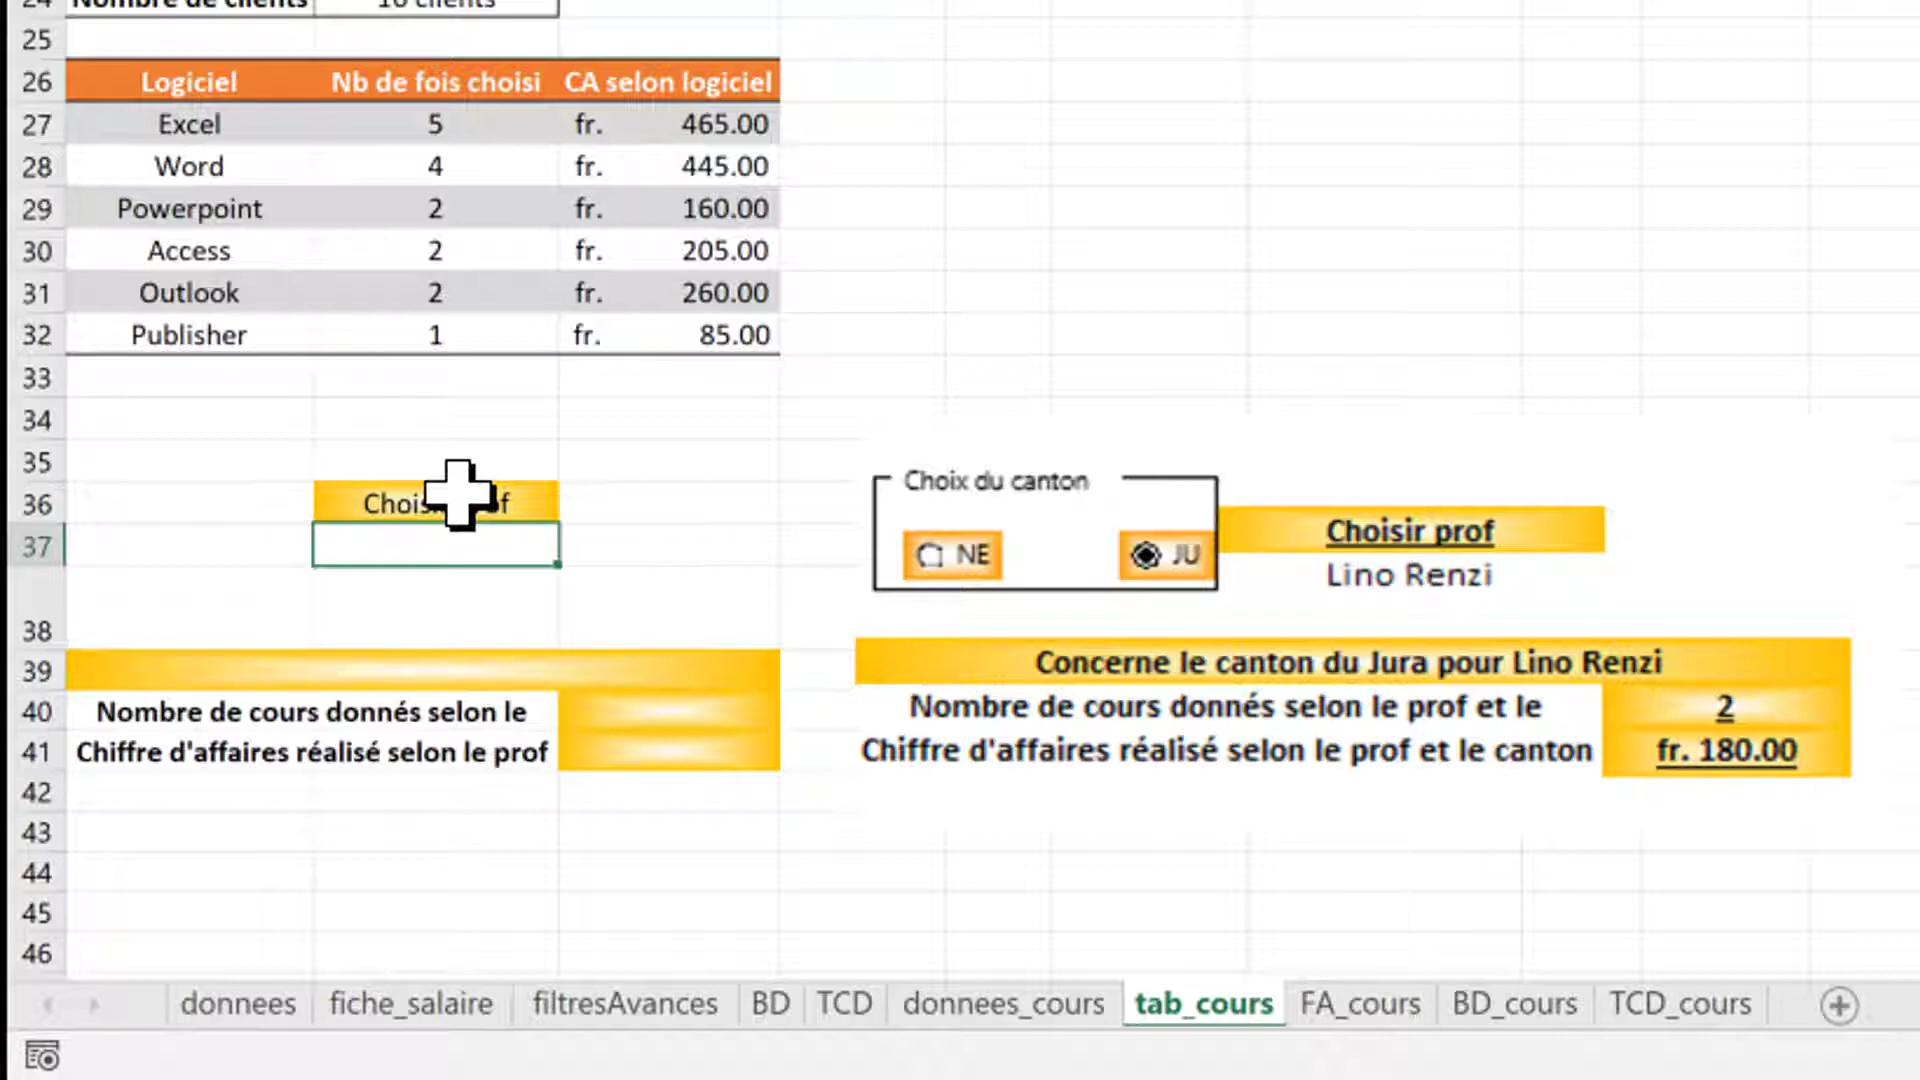 24 Nombre de clients 16 clients
25
26 Logiciel Nb de fois choisi CA selon logiciel
27 Excel 5 fr. 465.00
28 Word 4 fr. 445.00
29 Powerpoint 2 fr. 160.00
30 Access 2 fr. 205.00
31 Outlook 2 fr. 260.00
32 Publisher 1 fr. 85.00
33
34
35
Choix du canton
36
NE JU
Choisir prof
37
Lino Renzi
38
39
Concerne le canton du Jura pour Lino Renzi
40 Nombre de cours donnés selon le
Nombre de cours donnés selon le prof et le 2
41 Chiffre d'affaires réalisé selon le prof
Chiffre d'affaires réalisé selon le prof et le canton fr. 180.00
42
43
44
45
46
donnees fiche_salaire filtresAvances BD TCD donnees_cours tab_cours FA_cours BD_cours TCD_cours